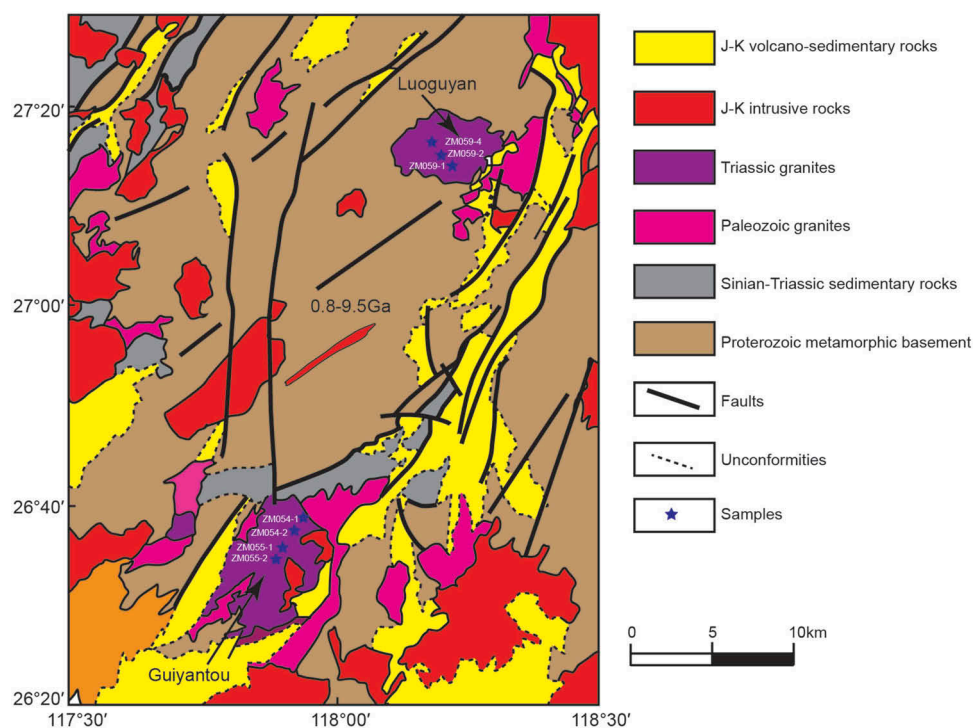 27°20′
27°00′
26°40′
26°20′
117°30′
118°00′
118°30′
Luoguyan
ZM059-4
ZM059-2
ZM059-1
0.8-9.5Ga
ZM054-1
ZM054-2
ZM055-1
ZM055-2
Guiyantou
J-K volcano-sedimentary rocks
J-K intrusive rocks
Triassic granites
Paleozoic granites
Sinian-Triassic sedimentary rocks
Proterozoic metamorphic basement
Faults
Unconformities
Samples
0 5 10km